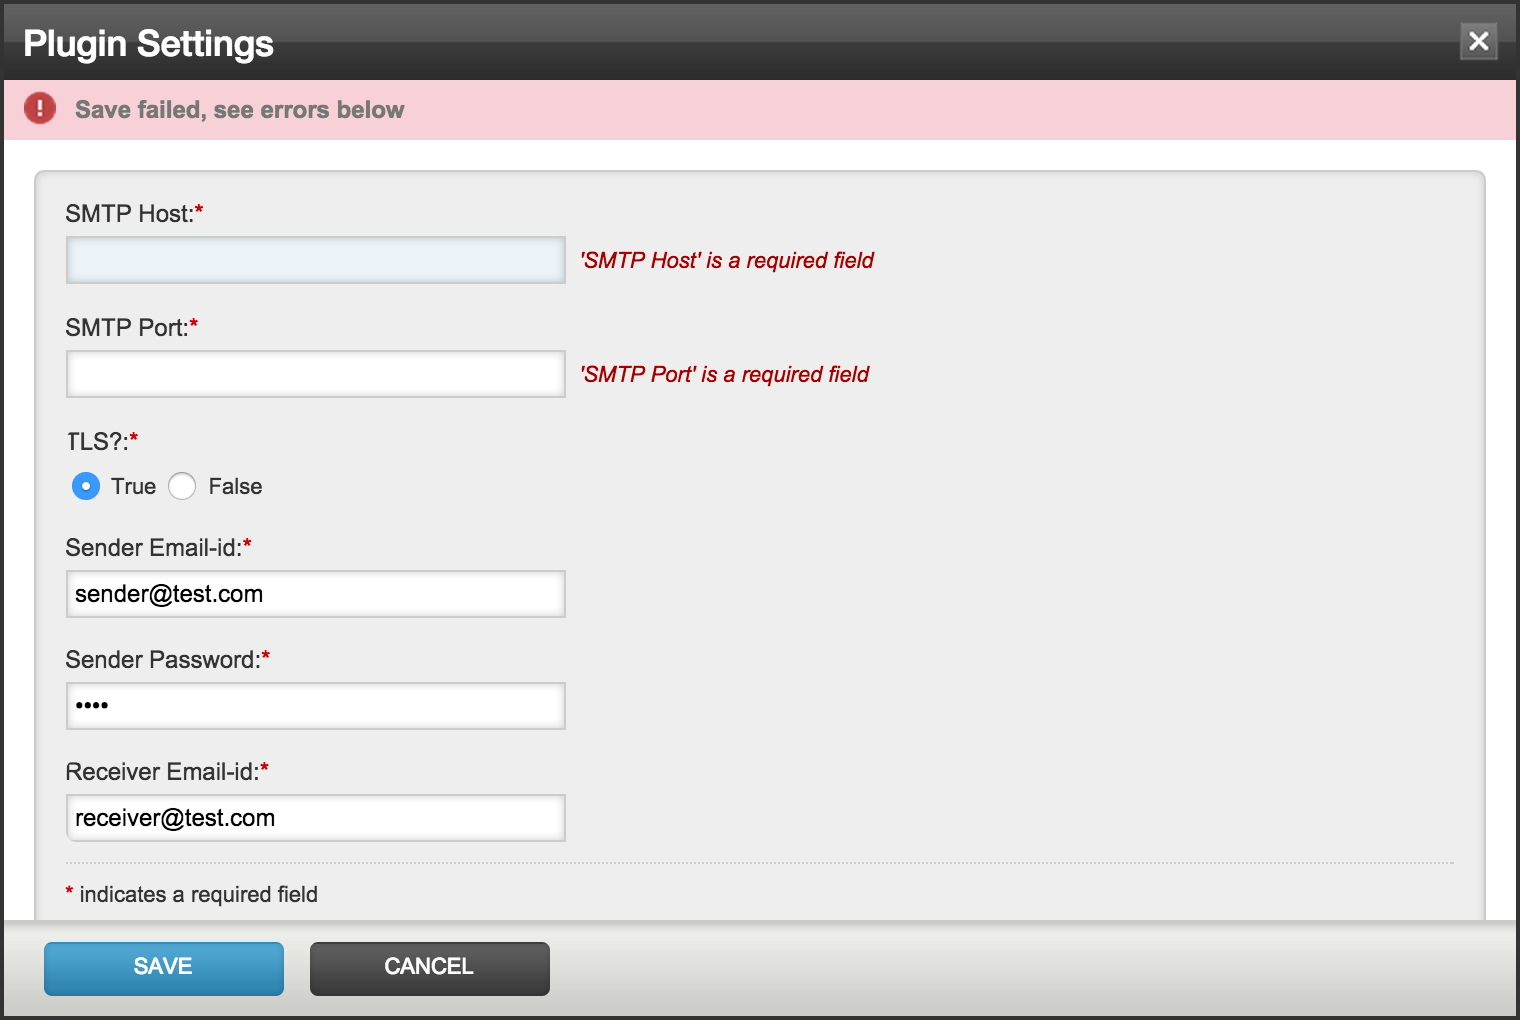 Plugin Settings
Save failed, see errors below
SMTP Host:*
'SMTP Host' is a required field
SMTP Port:*
'SMTP Port' is a required field
TLS?:*
True False
Sender Email-id:*
sender@test.com
Sender Password:*
••••
Receiver Email-id:*
receiver@test.com
* indicates a required field
SAVE CANCEL